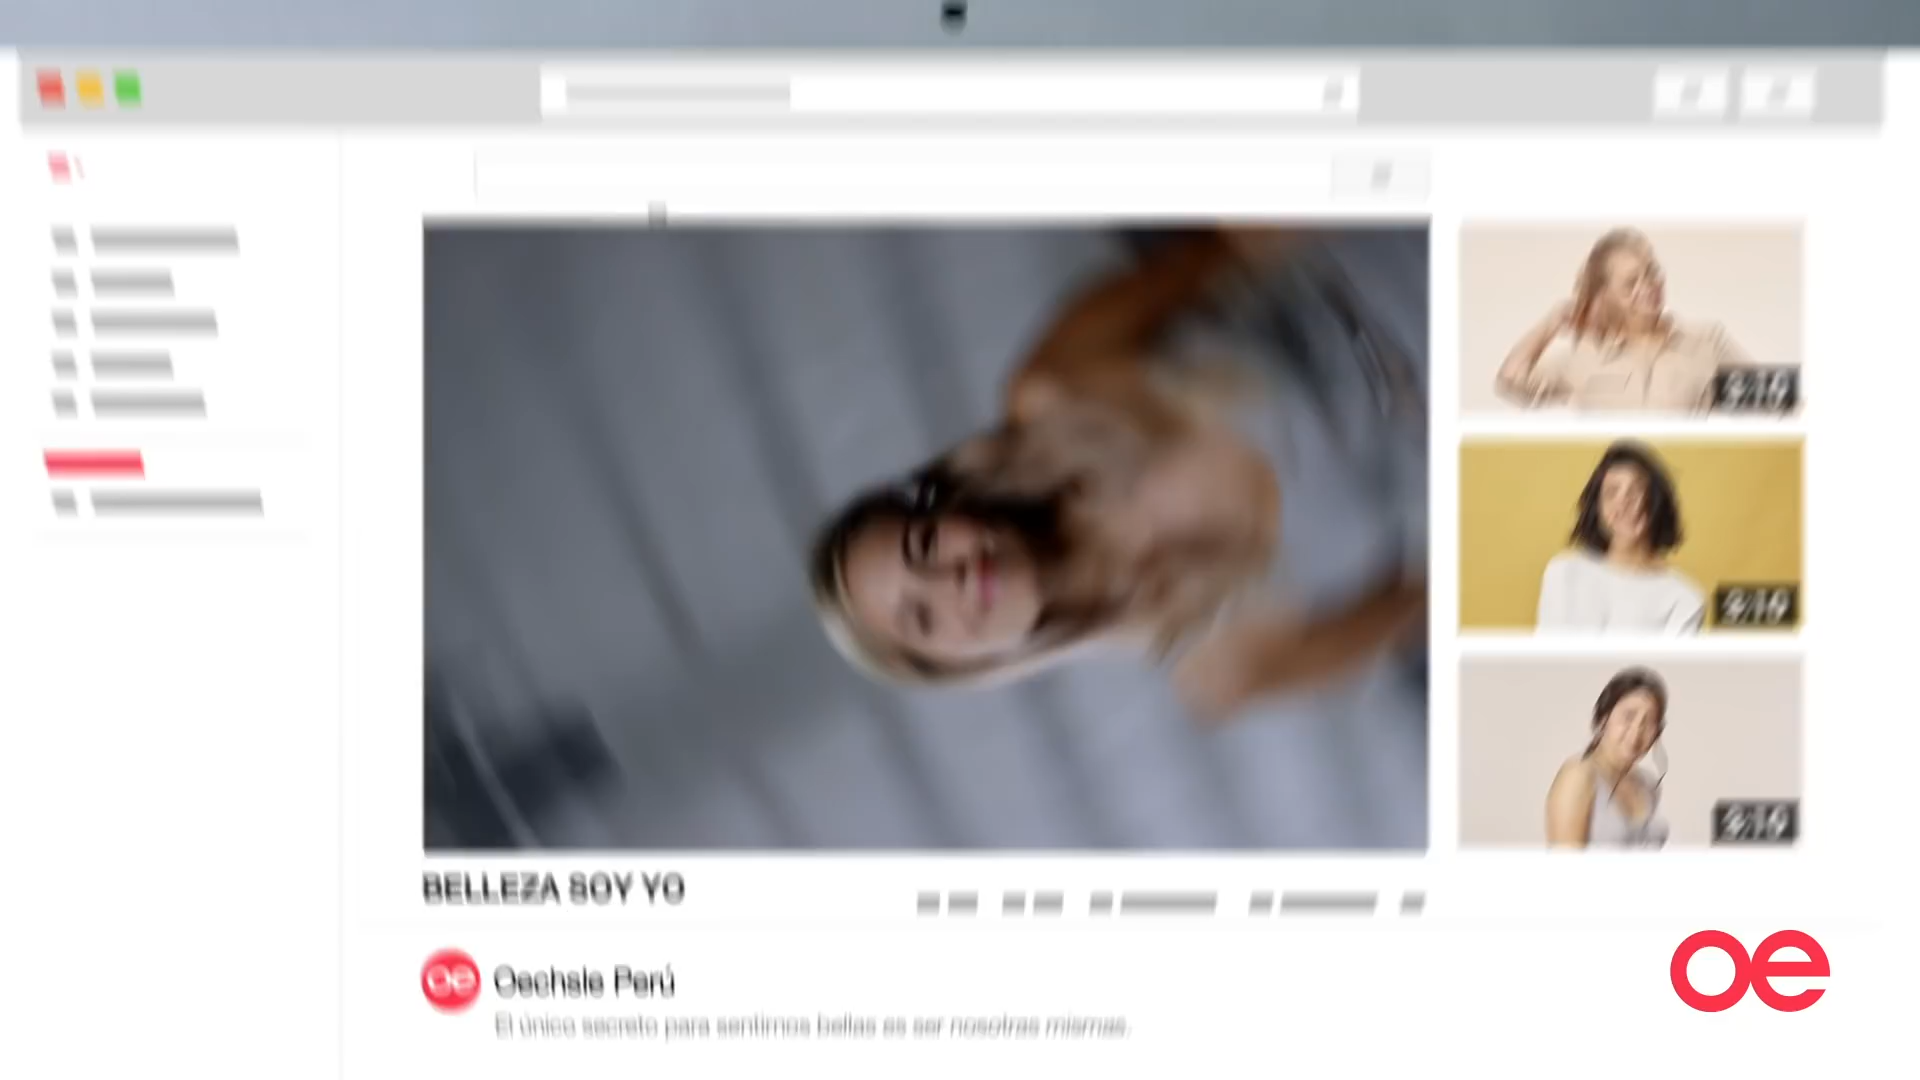 BELLEZA SOY YO
oe
oe Oechsle Perú
El único secreto para sentirnos bellas es ser nosotras mismas.